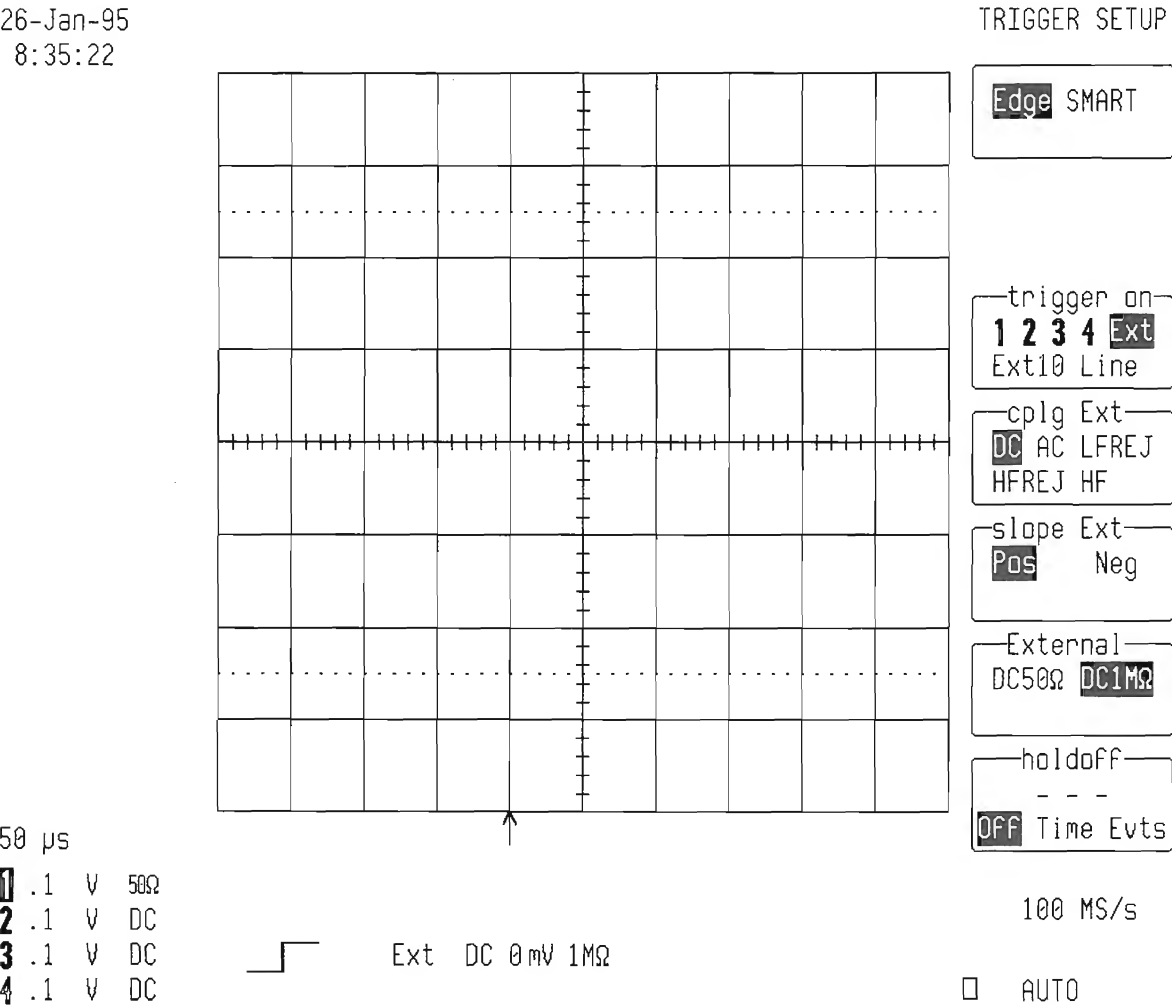 26-Jan-95
8:35:22
TRIGGER SETUP
Edge SMART
trigger on
1 2 3 4 Ext
Ext10 Line
cplg Ext
DC AC LFREJ
HFREJ HF
slope Ext
Pos Neg
External
DC50Ω DC1MΩ
holdoff
- - -
OFF Time Evts
50 µs
1 .1 V 50Ω
2 .1 V DC
3 .1 V DC
4 .1 V DC
Ext DC 0mV 1MΩ
100 MS/s
AUTO